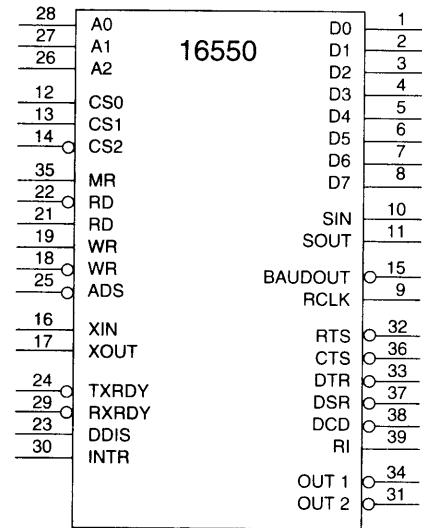 16550
28 A0
27 A1
26 A2
12 CS0
13 CS1
14 CS2
35 MR
22 RD
21 RD
19 WR
18 WR
25 ADS
16 XIN
17 XOUT
24 TXRDY
29 RXRDY
23 DDIS
30 INTR
D0 1
D1 2
D2 3
D3 4
D4 5
D5 6
D6 7
D7 8
SIN 10
SOUT 11
BAUDOUT 15
RCLK 9
RTS 32
CTS 36
DTR 33
DSR 37
DCD 38
RI 39
OUT 1 34
OUT 2 31